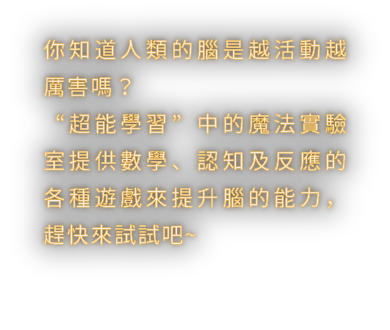 你知道人類的腦是越活動越
厲害嗎？
“超能學習”中的魔法實驗
室提供數學、認知及反應的
各種遊戲來提升腦的能力，
趕快來試試吧~